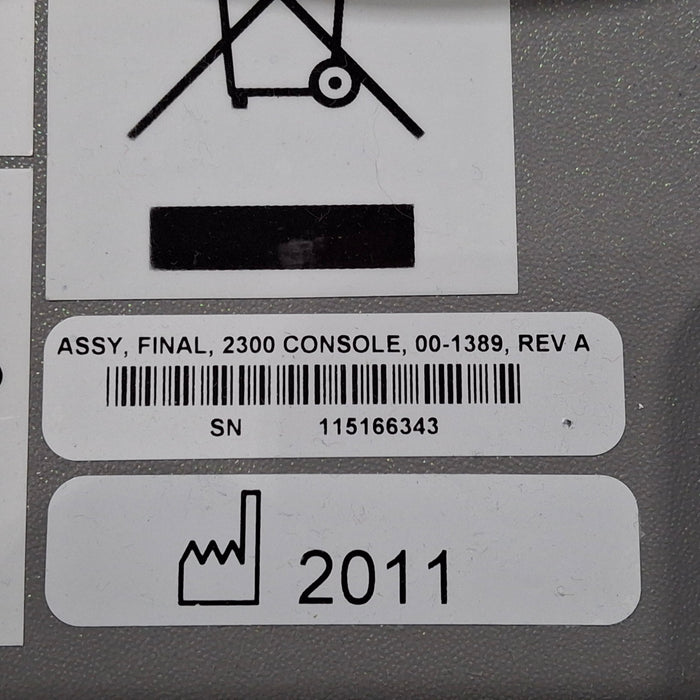 ASSY, FINAL, 2300 CONSOLE, 00-1389, REV A
SN 115166343
2011